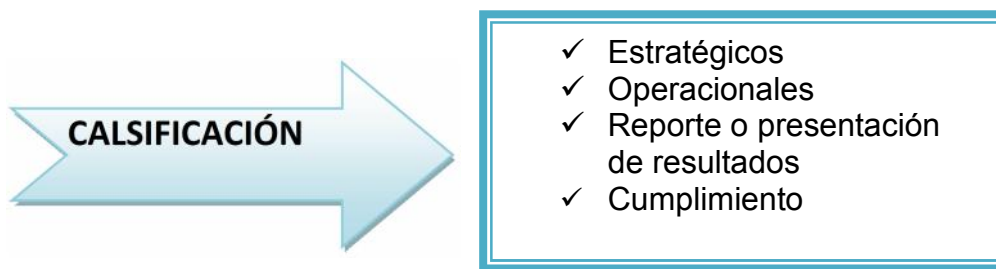 CALSIFICACIÓN
✓ Estratégicos
✓ Operacionales
✓ Reporte o presentación
de resultados
✓ Cumplimiento